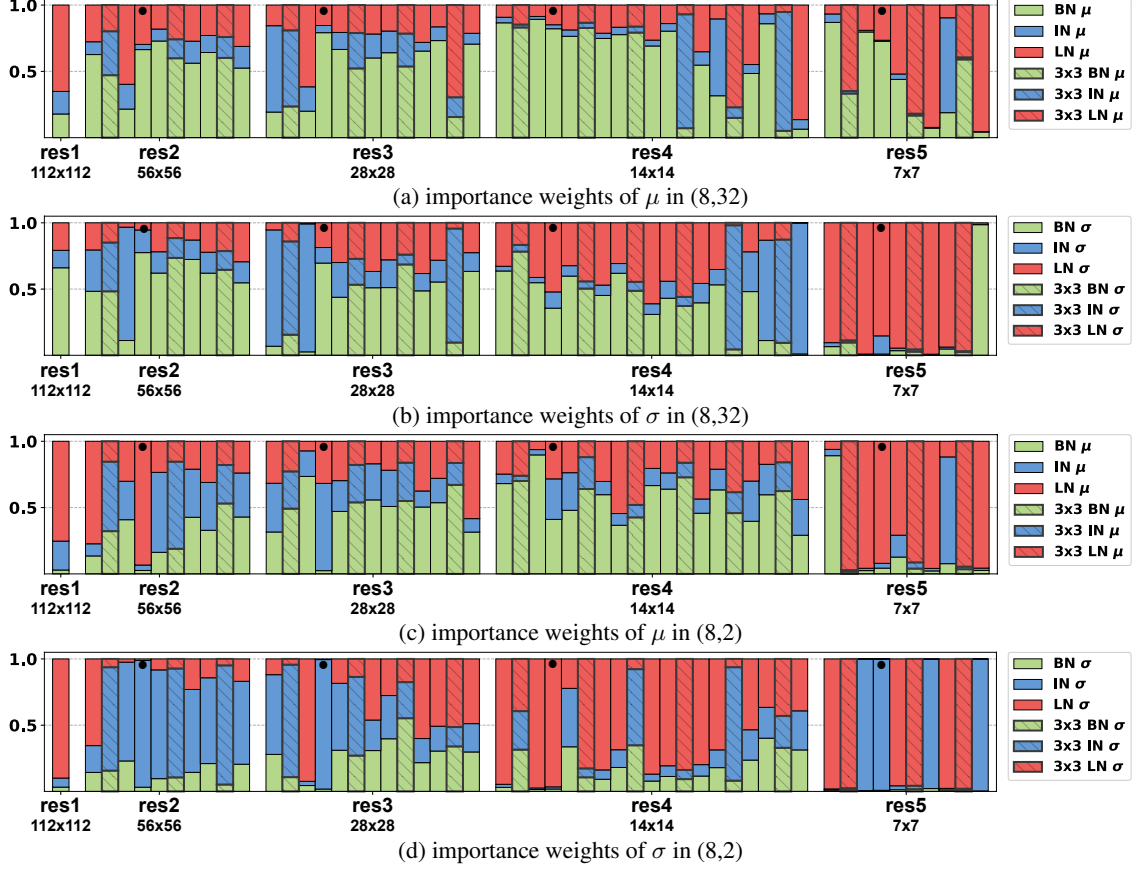 1.0
0.5
BN μ
IN μ
LN μ
3x3 BN μ
3x3 IN μ
3x3 LN μ
res1 res2 res3 res4 res5
112x112 56x56 28x28 14x14 7x7
(a) importance weights of μ in (8,32)
1.0
0.5
BN σ
IN σ
LN σ
3x3 BN σ
3x3 IN σ
3x3 LN σ
res1 res2 res3 res4 res5
112x112 56x56 28x28 14x14 7x7
(b) importance weights of σ in (8,32)
1.0
0.5
BN μ
IN μ
LN μ
3x3 BN μ
3x3 IN μ
3x3 LN μ
res1 res2 res3 res4 res5
112x112 56x56 28x28 14x14 7x7
(c) importance weights of μ in (8,2)
1.0
0.5
BN σ
IN σ
LN σ
3x3 BN σ
3x3 IN σ
3x3 LN σ
res1 res2 res3 res4 res5
112x112 56x56 28x28 14x14 7x7
(d) importance weights of σ in (8,2)